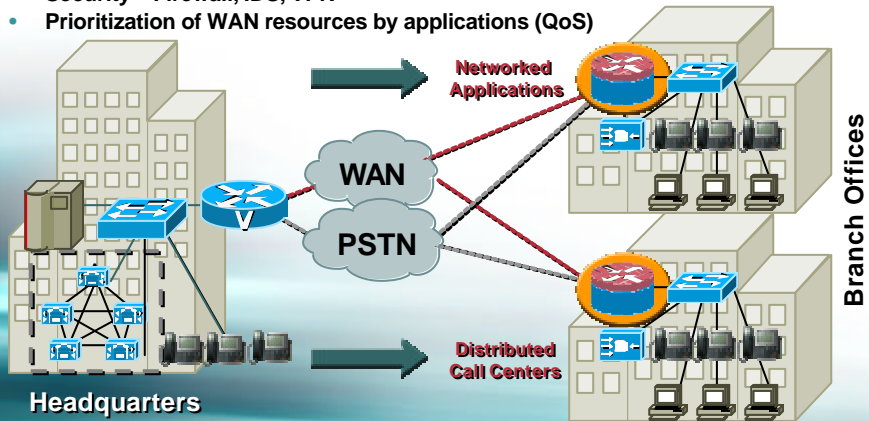 • Prioritization of WAN resources by applications (QoS)
Networked
Applications
WAN
V
PSTN
Branch Offices
Distributed
Call Centers
Headquarters